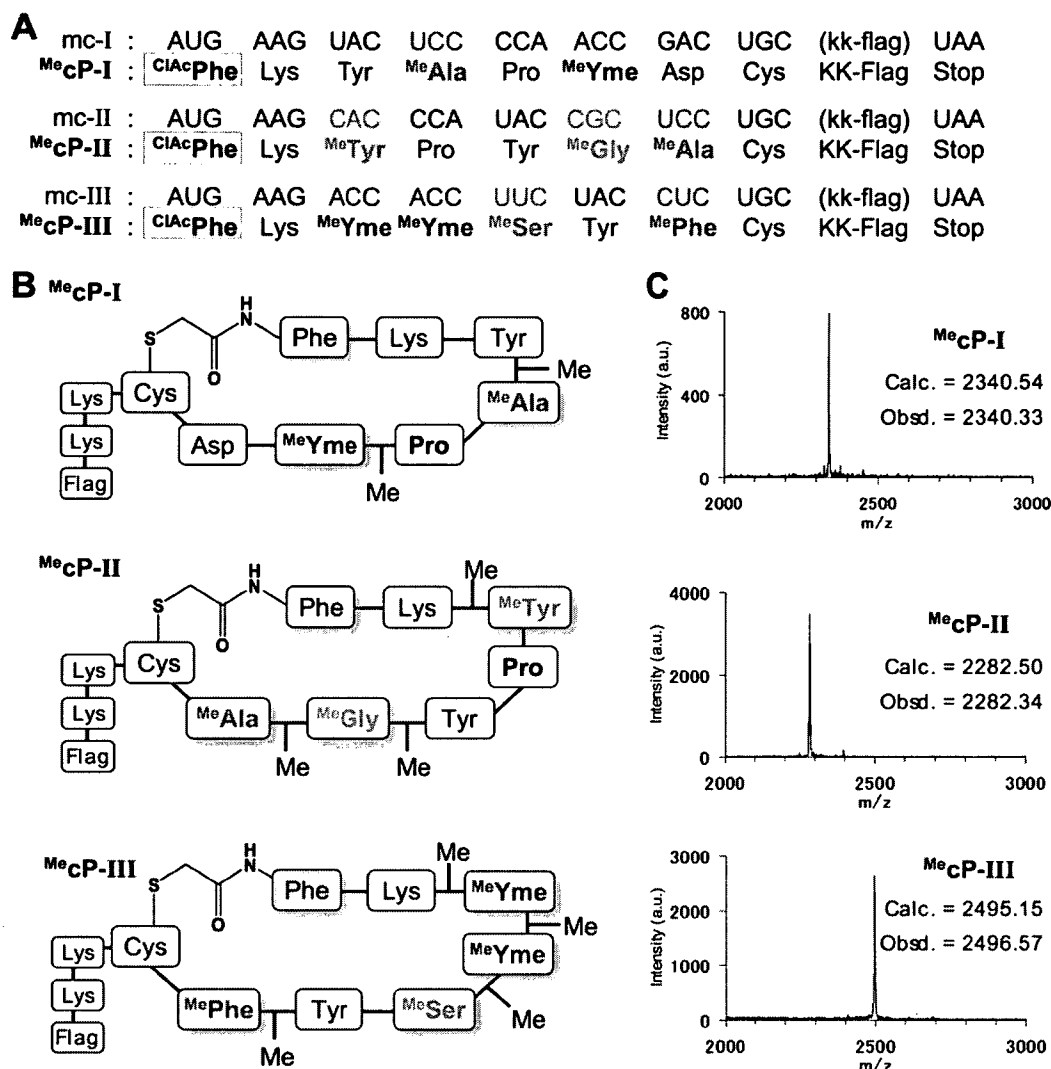 A
mc-I : AUG AAG UAC UCC CCA ACC GAC UGC (kk-flag) UAA
MecP-I : ClAcPhe Lys Tyr MeAla Pro MeYme Asp Cys KK-Flag Stop
mc-II : AUG AAG CAC CCA UAC CGC UCC UGC (kk-flag) UAA
MecP-II : ClAcPhe Lys MeTyr Pro Tyr MeGly MeAla Cys KK-Flag Stop
mc-III : AUG AAG ACC ACC UUC UAC CUC UGC (kk-flag) UAA
MecP-III : ClAcPhe Lys MeYme MeYme MeSer Tyr MePhe Cys KK-Flag Stop
B
MecP-I
H
N
S
O
Phe Lys Tyr
Me
MeAla
Lys Cys
Lys
Flag
Asp MeYme Pro
Me
MecP-II
H
N
S
O
Me
Phe Lys MeTyr
Pro
Lys Cys
Lys
Flag
MeAla MeGly Tyr
Me Me
MecP-III
H
N
S
O
Me
Phe Lys MeYme
Me
MeYme
Lys Cys
Lys
Flag
MePhe Tyr MeSer
Me
Me
C
MecP-I
Calc. = 2340.54
Obsd. = 2340.33
Intensity (a.u.)
800
400
0
2000 2500 3000
m/z
MecP-II
Calc. = 2282.50
Obsd. = 2282.34
Intensity (a.u.)
4000
2000
0
2000 2500 3000
m/z
MecP-III
Calc. = 2495.15
Obsd. = 2496.57
Intensity (a.u.)
3000
2000
1000
0
2000 2500 3000
m/z